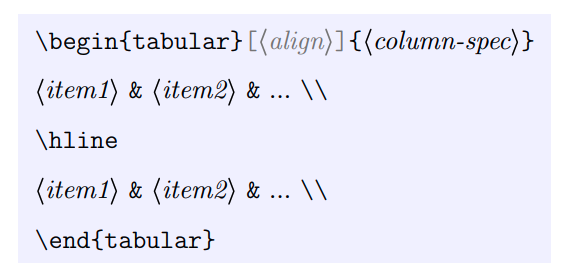 \begin{tabular}[⟨align⟩]{⟨column-spec⟩}
⟨item1⟩ & ⟨item2⟩ & ... \\
\hline
⟨item1⟩ & ⟨item2⟩ & ... \\
\end{tabular}